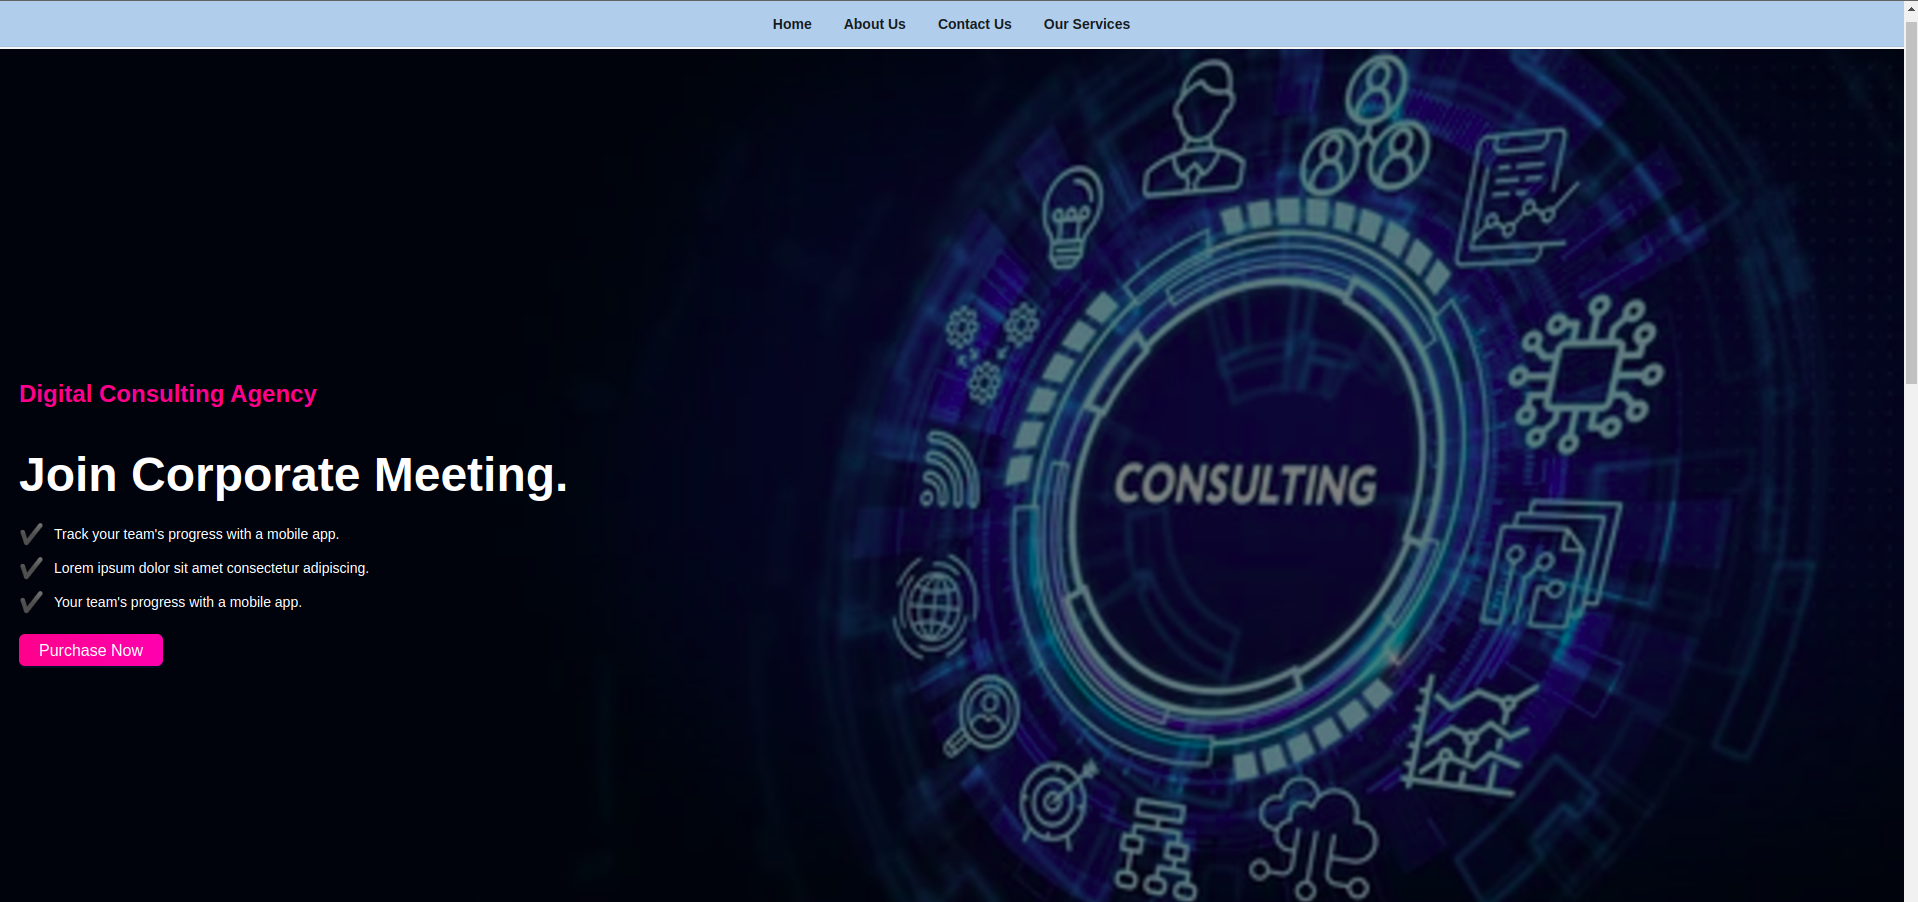 Home About Us Contact Us Our Services
CONSULTING
Digital Consulting Agency
Join Corporate Meeting.
Track your team's progress with a mobile app.
Lorem ipsum dolor sit amet consectetur adipiscing.
Your team's progress with a mobile app.
Purchase Now